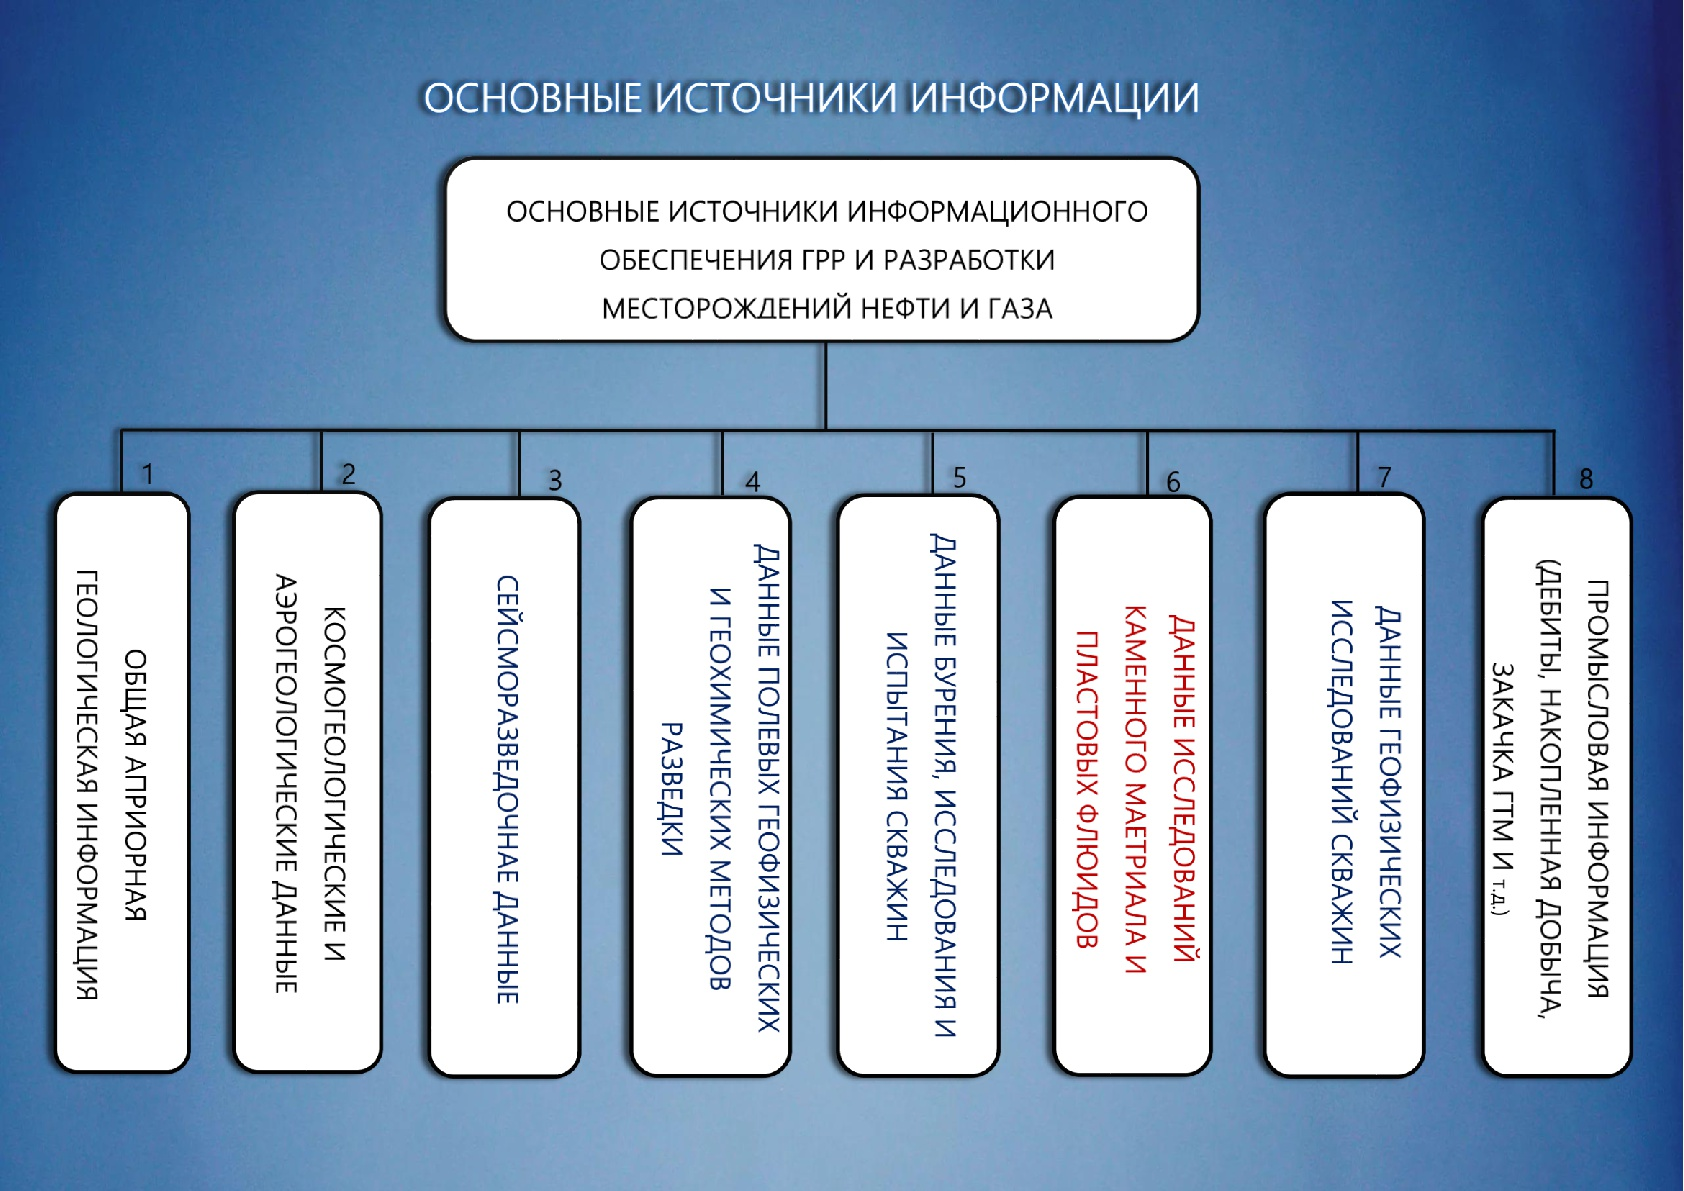 ОСНОВНЫЕ ИСТОЧНИКИ ИНФОРМАЦИИ
ОСНОВНЫЕ ИСТОЧНИКИ ИНФОРМАЦИОННОГО
ОБЕСПЕЧЕНИЯ ГРР И РАЗРАБОТКИ
МЕСТОРОЖДЕНИЙ НЕФТИ И ГАЗА
1
ОБЩАЯ АПРИОРНАЯ
ГЕОЛОГИЧЕСКАЯ ИНФОРМАЦИЯ
2
КОСМОГЕОЛОГИЧЕСКИЕ И
АЭРОГЕОЛОГИЧЕСКИЕ ДАННЫЕ
3
СЕЙСМОРАЗВЕДОЧНАЕ ДАННЫЕ
4
ДАННЫЕ ПОЛЕВЫХ ГЕОФИЗИЧЕСКИХ
И ГЕОХИМИЧЕСКИХ МЕТОДОВ
РАЗВЕДКИ
5
ДАННЫЕ БУРЕНИЯ, ИССЛЕДОВАНИЯ И
ИСПЫТАНИЯ СКВАЖИН
6
ДАННЫЕ ИССЛЕДОВАНИЙ
КАМЕННОГО МАЕТРИАЛА И
ПЛАСТОВЫХ ФЛЮИДОВ
7
ДАННЫЕ ГЕОФИЗИЧЕСКИХ
ИССЛЕДОВАНИЙ СКВАЖИН
8
ПРОМЫСЛОВАЯ ИНФОРМАЦИЯ
(ДЕБИТЫ, НАКОПЛЕННАЯ ДОБЫЧА,
ЗАКАЧКА ГТМ И т.д.)